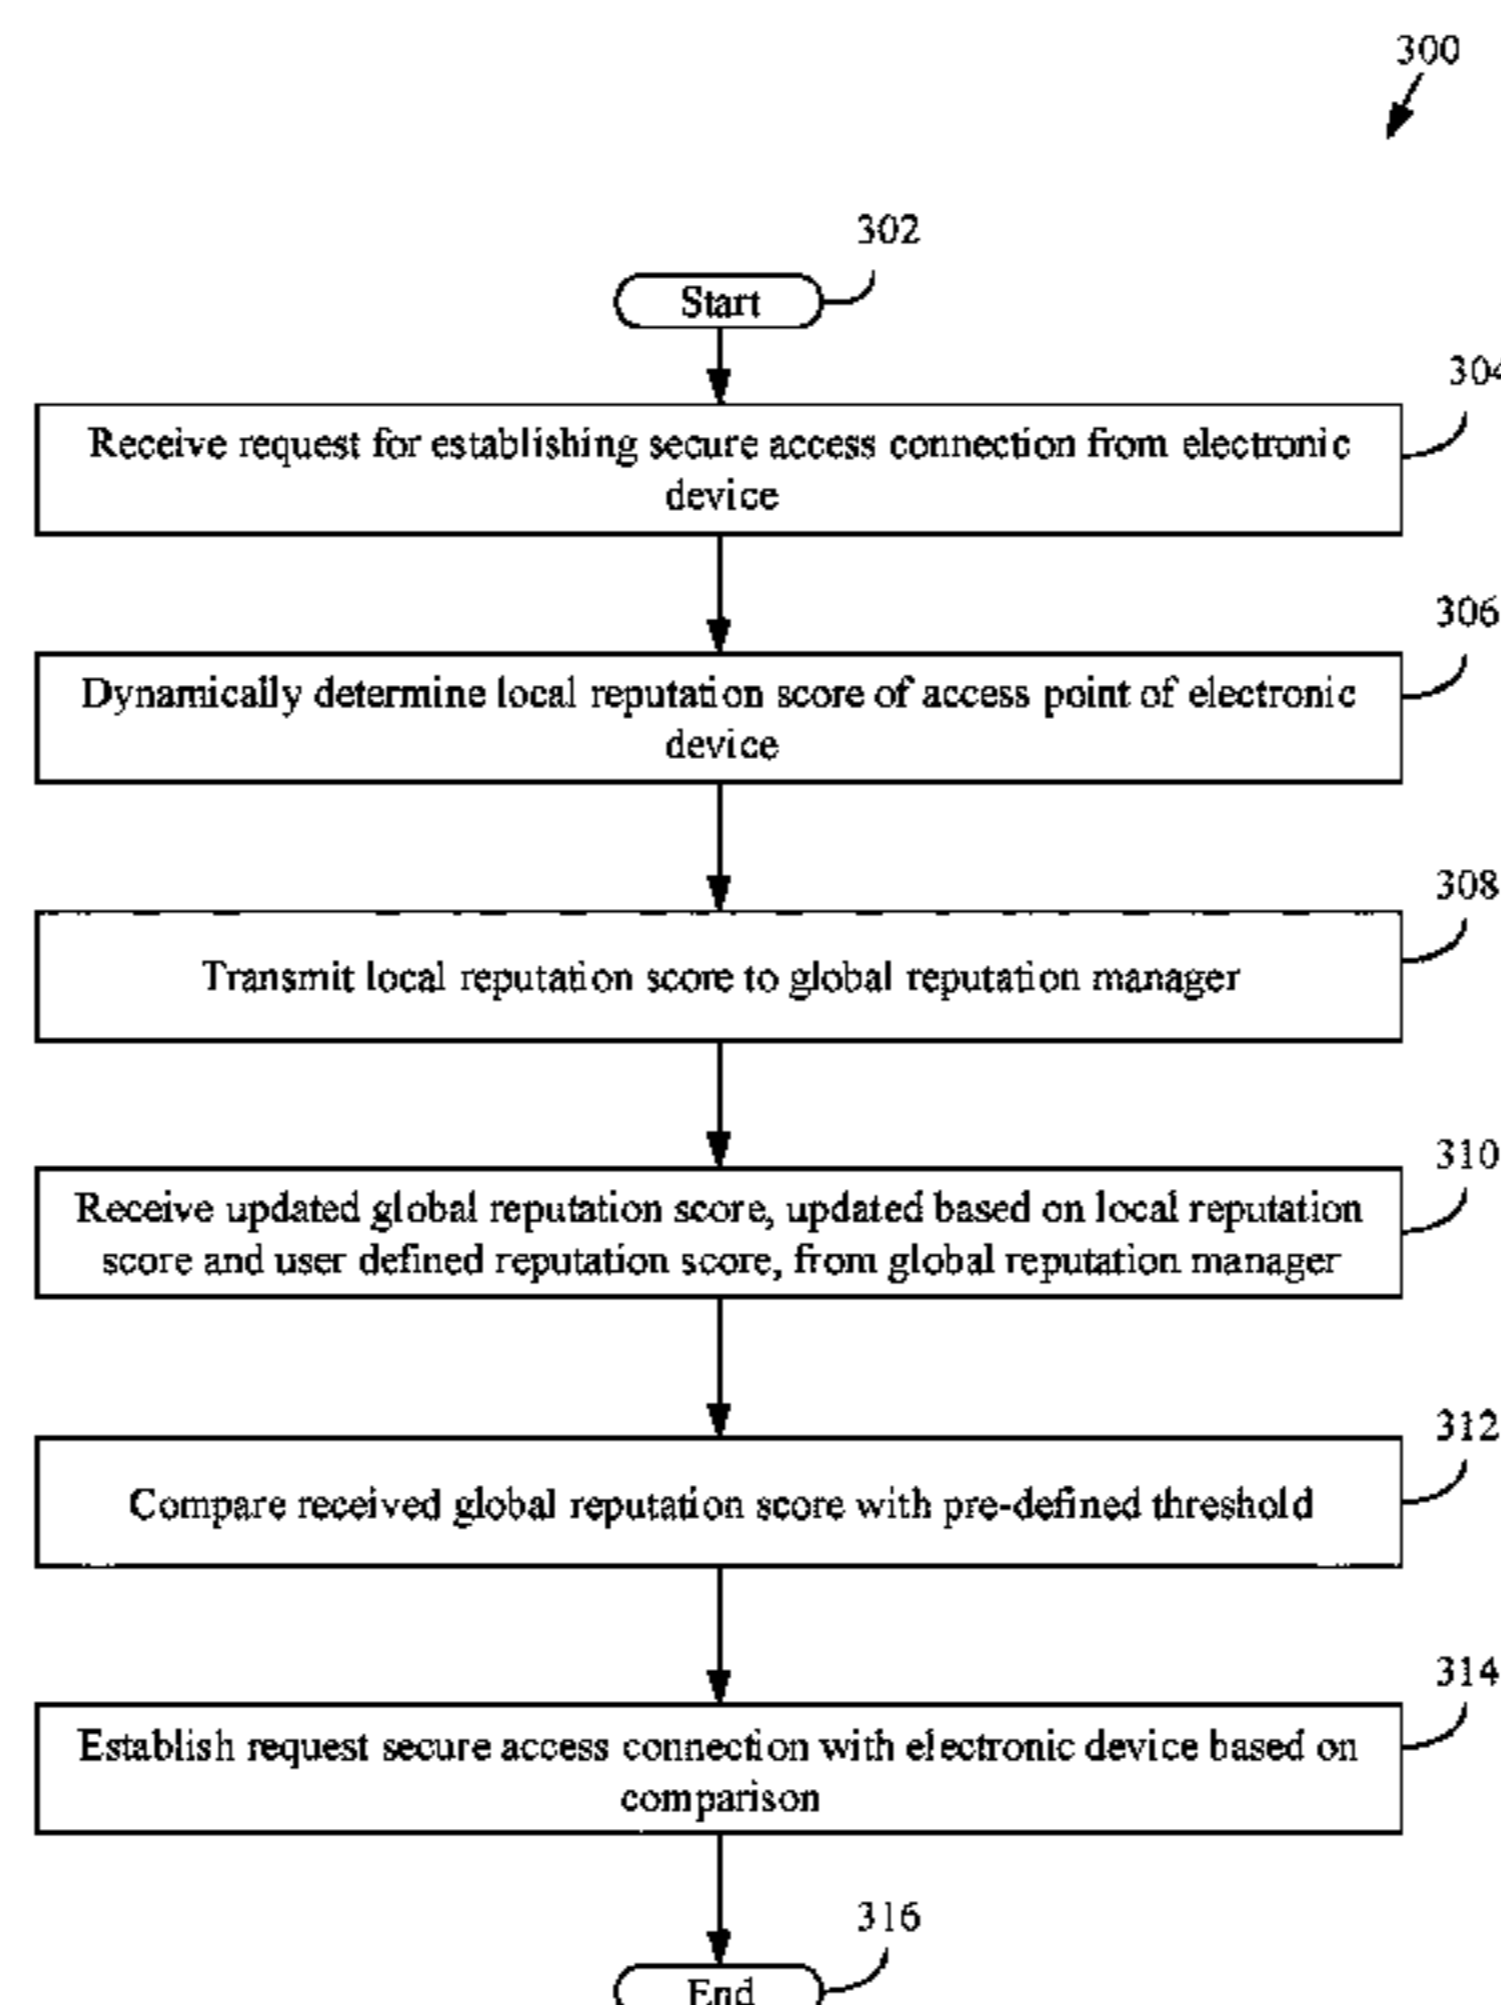 300
302
Start
304
Receive request for establishing secure access connection from electronic
device
306
Dynamically determine local reputation score of access point of electronic
device
308
Transmit local reputation score to global reputation manager
310
Receive updated global reputation score, updated based on local reputation
score and user defined reputation score, from global reputation manager
312
Compare received global reputation score with pre-defined threshold
314
Establish request secure access connection with electronic device based on
comparison
316
End